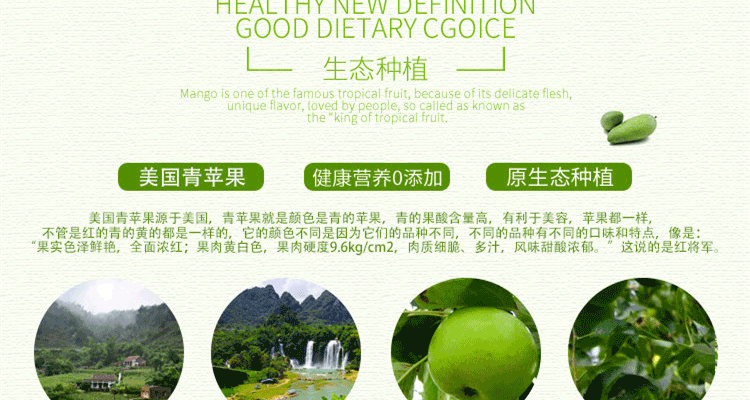 HEALTHY NEW DEFINITION
GOOD DIETARY CGOICE
生态种植
Mango is one of the famous tropical fruit, because of its delicate flesh,
unique flavor, loved by people, so called as known as
the "king of tropical fruit.
美国青苹果
健康营养0添加
原生态种植
美国青苹果源于美国，青苹果就是颜色是青的苹果，青的果酸含量高，有利于美容，苹果都一样，
不管是红的青的黄的都是一样的，它的颜色不同是因为它们的品种不同，不同的品种有不同的口味和特点，像是：
“果实色泽鲜艳，全面浓红；果肉黄白色，果肉硬度9.6kg/cm2，肉质细脆、多汁，风味甜酸浓郁。”这说的是红将军。